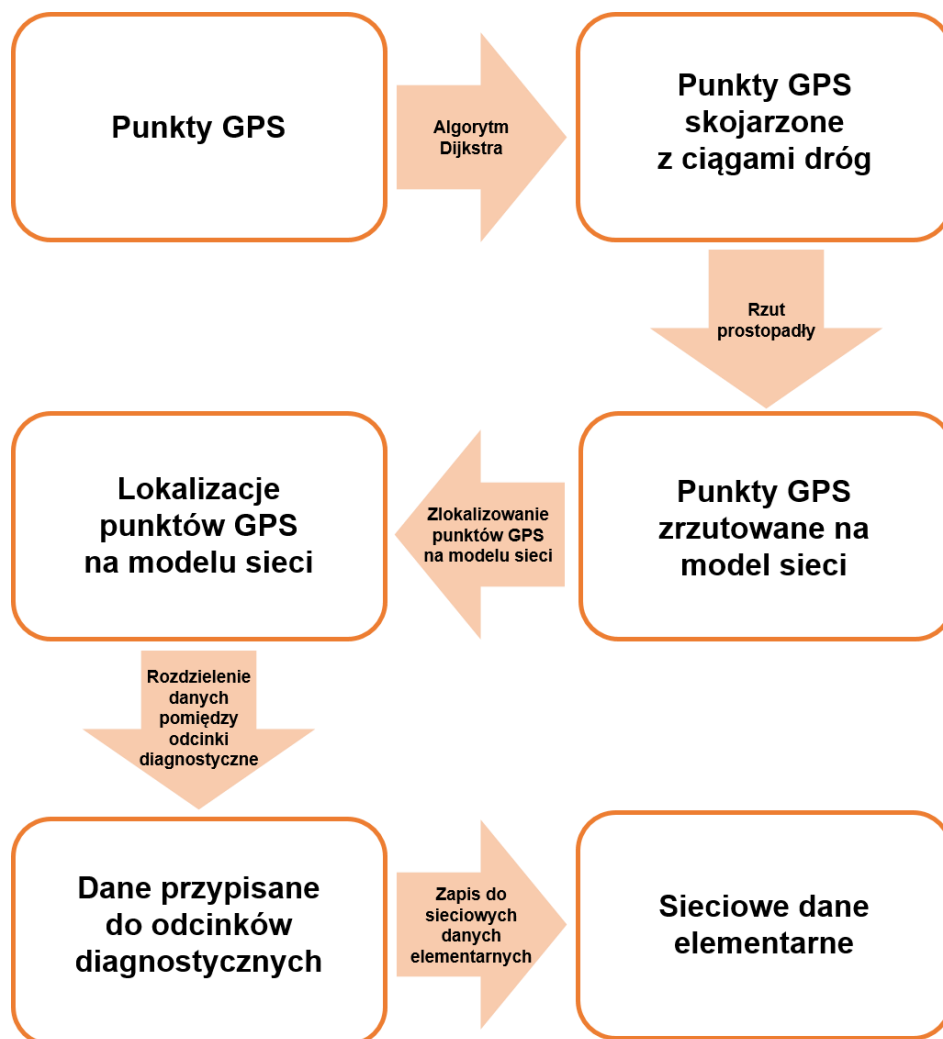 Punkty GPS
Algorytm
Dijkstra
Punkty GPS
skojarzone
z ciągami dróg
Rzut
prostopadły
Punkty GPS
zrzutowane na
model sieci
Zlokalizowanie
punktów GPS
na modelu sieci
Lokalizacje
punktów GPS
na modelu sieci
Rozdzielenie
danych
pomiędzy
odcinki
diagnostyczne
Dane przypisane
do odcinków
diagnostycznych
Zapis do
sieciowych
danych
elementarnych
Sieciowe dane
elementarne